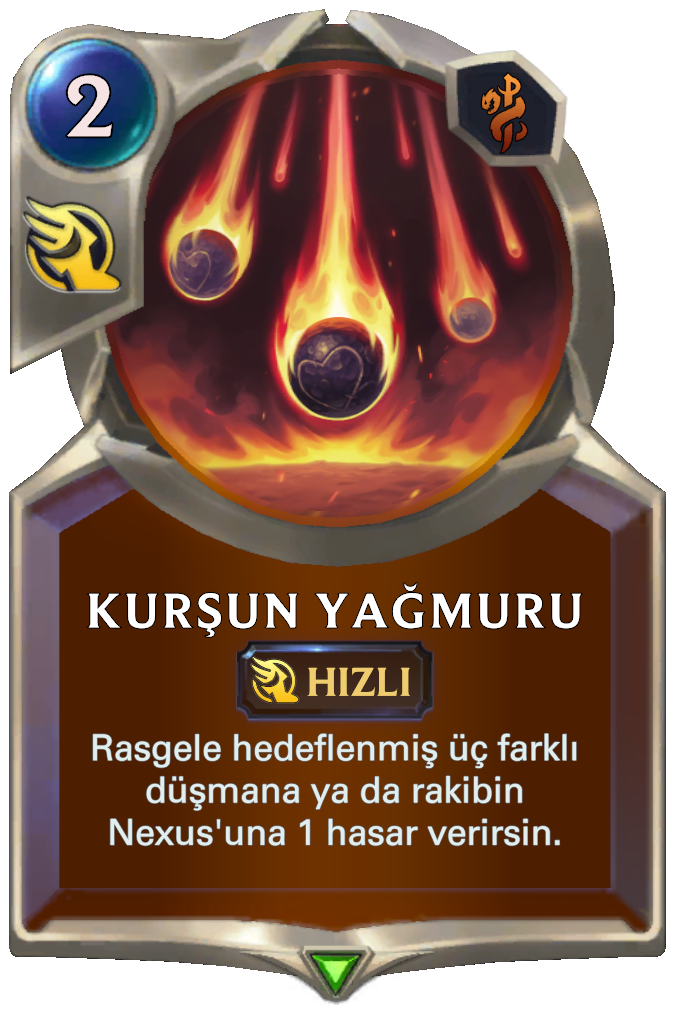 2
KURŞUN YAĞMURU
HIZLI
Rasgele hedeflenmiş üç farklı
düşmana ya da rakibin
Nexus'una 1 hasar verirsin.